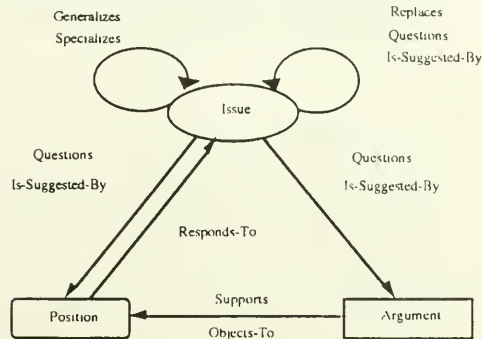 Generalizes
Specializes
Replaces
Questions
Is-Suggested-By
Issue
Questions
Is-Suggested-By
Questions
Is-Suggested-By
Responds-To
Supports
Position
Argument
Objects-To